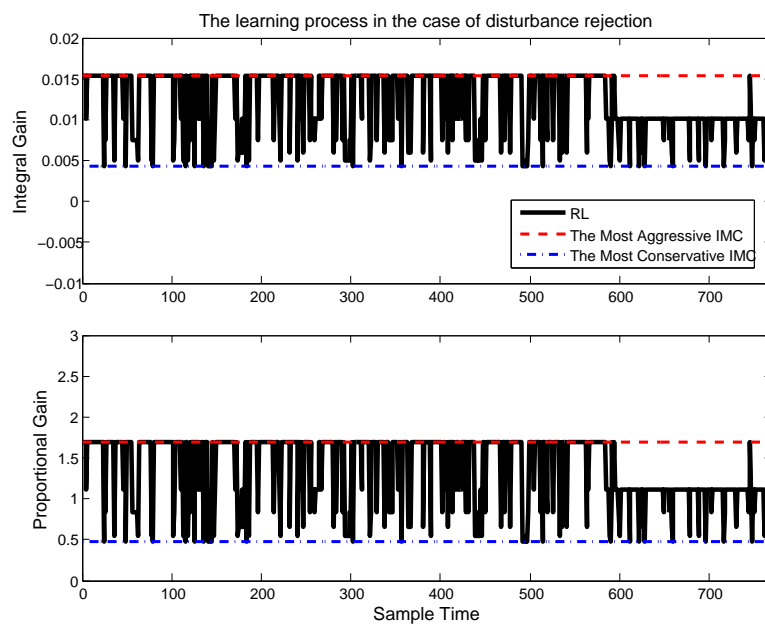 The learning process in the case of disturbance rejection
0.02
0.015
0.01
0.005
0
−0.005
−0.01
Integral Gain
RL
The Most Aggressive IMC
The Most Conservative IMC
0 100 200 300 400 500 600 700
3
2.5
2
1.5
1
0.5
0
Proportional Gain
0 100 200 300 400 500 600 700
Sample Time